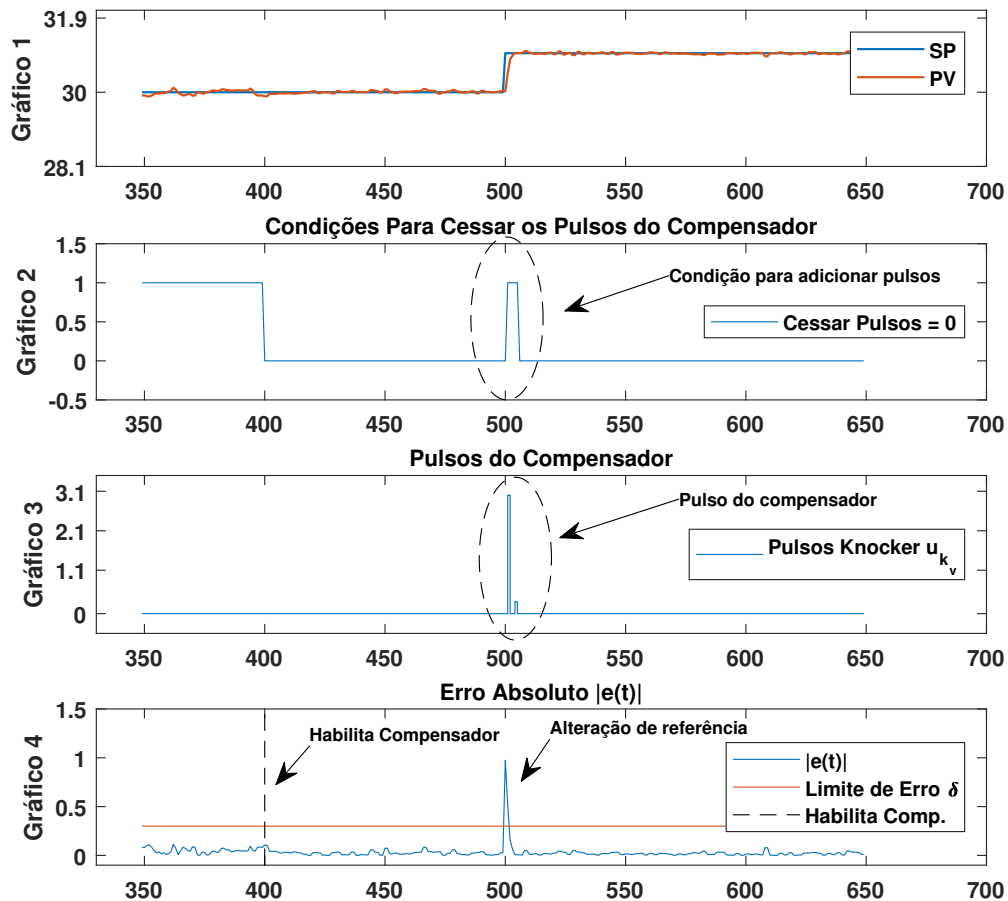 31.9
30
28.1
Gráfico 1
SP
PV
350 400 450 500 550 600 650 700
Condições Para Cessar os Pulsos do Compensador
1.5
1
0.5
0
-0.5
Gráfico 2
Condição para adicionar pulsos
Cessar Pulsos = 0
350 400 450 500 550 600 650 700
Pulsos do Compensador
3.1
2.1
1.1
0
Gráfico 3
Pulso do compensador
Pulsos Knocker u_{k_v}
350 400 450 500 550 600 650 700
Erro Absoluto |e(t)|
1.5
1
0.5
0
Gráfico 4
Habilita Compensador
Alteração de referência
|e(t)|
Limite de Erro δ
Habilita Comp.
350 400 450 500 550 600 650 700